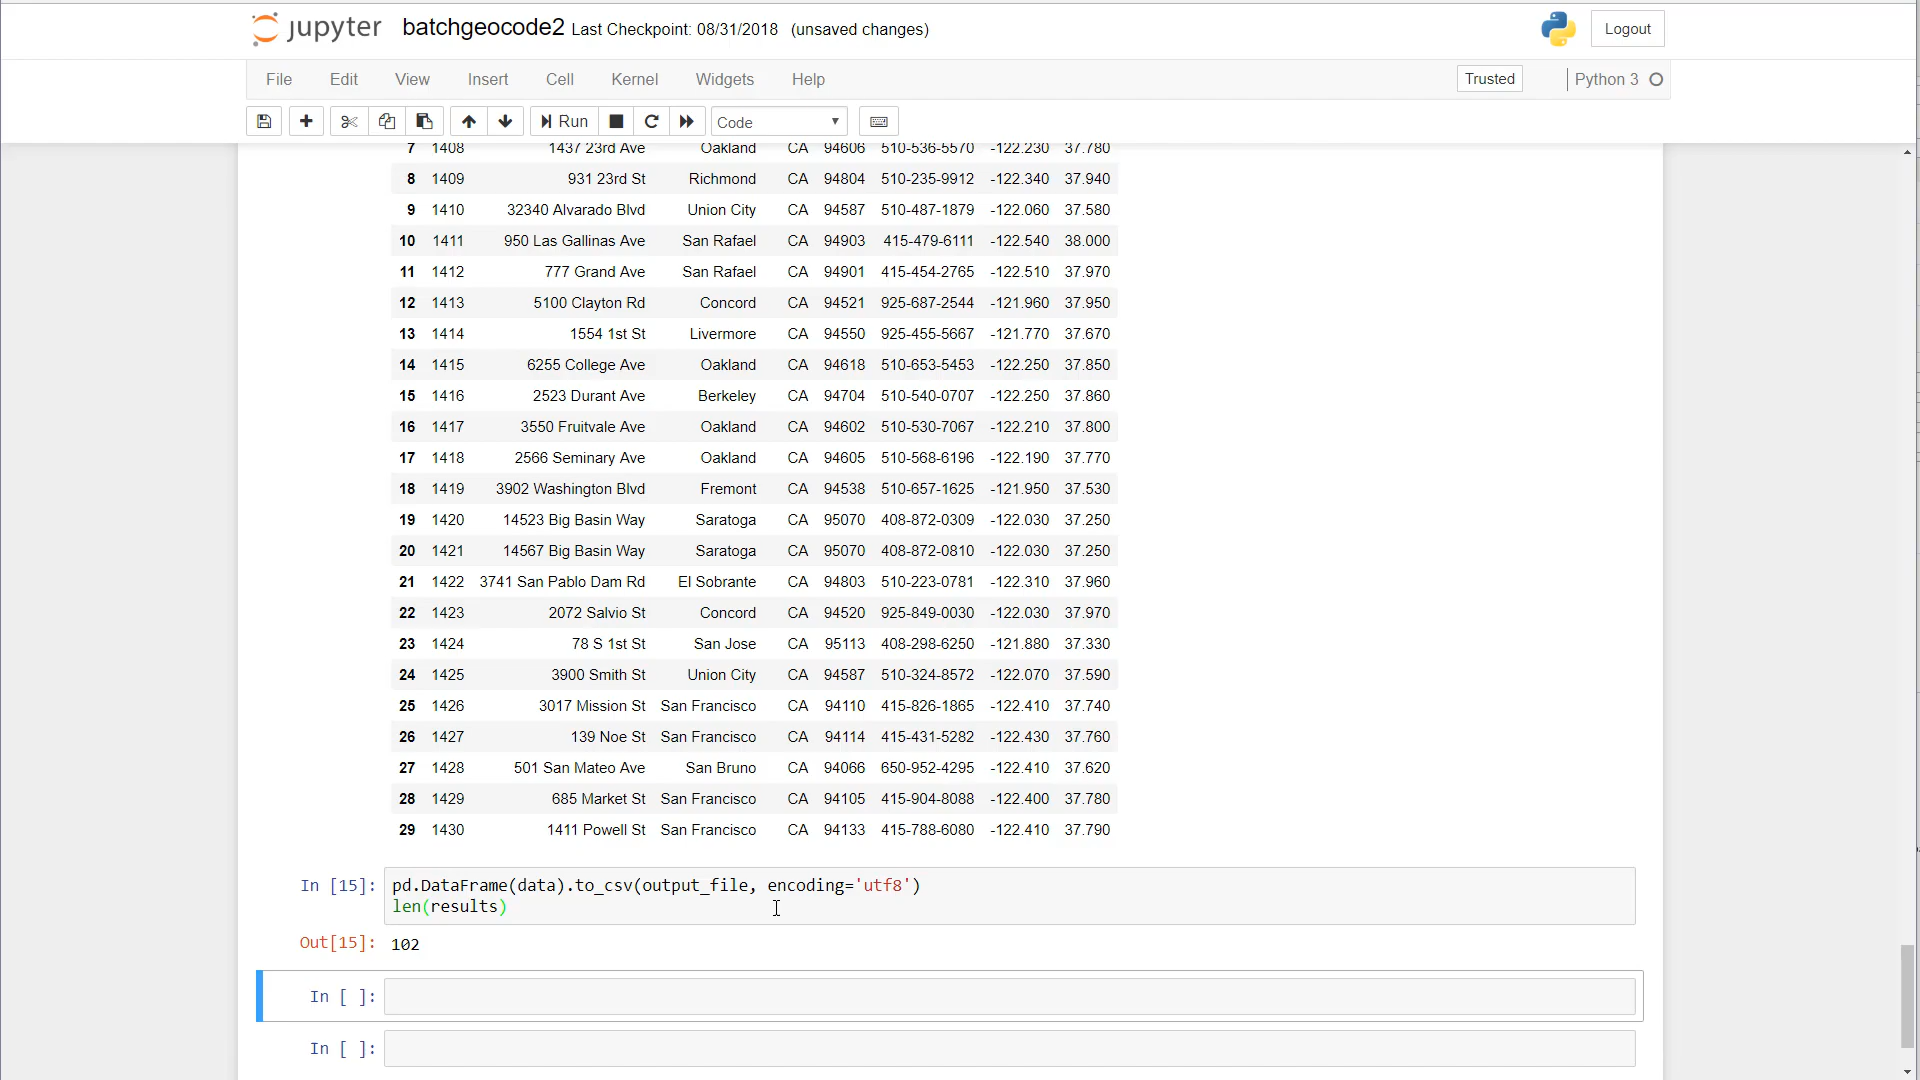 jupyter batchgeocode2 Last Checkpoint: 08/31/2018 (unsaved changes) Logout
File Edit View Insert Cell Kernel Widgets Help Trusted Python 3
Run Code
7 1408 1437 23rd Ave Oakland CA 94606 510-536-5570 -122.230 37.780
8 1409 931 23rd St Richmond CA 94804 510-235-9912 -122.340 37.940
9 1410 32340 Alvarado Blvd Union City CA 94587 510-487-1879 -122.060 37.580
10 1411 950 Las Gallinas Ave San Rafael CA 94903 415-479-6111 -122.540 38.000
11 1412 777 Grand Ave San Rafael CA 94901 415-454-2765 -122.510 37.970
12 1413 5100 Clayton Rd Concord CA 94521 925-687-2544 -121.960 37.950
13 1414 1554 1st St Livermore CA 94550 925-455-5667 -121.770 37.670
14 1415 6255 College Ave Oakland CA 94618 510-653-5453 -122.250 37.850
15 1416 2523 Durant Ave Berkeley CA 94704 510-540-0707 -122.250 37.860
16 1417 3550 Fruitvale Ave Oakland CA 94602 510-530-7067 -122.210 37.800
17 1418 2566 Seminary Ave Oakland CA 94605 510-568-6196 -122.190 37.770
18 1419 3902 Washington Blvd Fremont CA 94538 510-657-1625 -121.950 37.530
19 1420 14523 Big Basin Way Saratoga CA 95070 408-872-0309 -122.030 37.250
20 1421 14567 Big Basin Way Saratoga CA 95070 408-872-0810 -122.030 37.250
21 1422 3741 San Pablo Dam Rd El Sobrante CA 94803 510-223-0781 -122.310 37.960
22 1423 2072 Salvio St Concord CA 94520 925-849-0030 -122.030 37.970
23 1424 78 S 1st St San Jose CA 95113 408-298-6250 -121.880 37.330
24 1425 3900 Smith St Union City CA 94587 510-324-8572 -122.070 37.590
25 1426 3017 Mission St San Francisco CA 94110 415-826-1865 -122.410 37.740
26 1427 139 Noe St San Francisco CA 94114 415-431-5282 -122.430 37.760
27 1428 501 San Mateo Ave San Bruno CA 94066 650-952-4295 -122.410 37.620
28 1429 685 Market St San Francisco CA 94105 415-904-8088 -122.400 37.780
29 1430 1411 Powell St San Francisco CA 94133 415-788-6080 -122.410 37.790
In [15]: pd.DataFrame(data).to_csv(output_file, encoding='utf8')
len(results)
Out[15]: 102
In [ ]:
In [ ]: